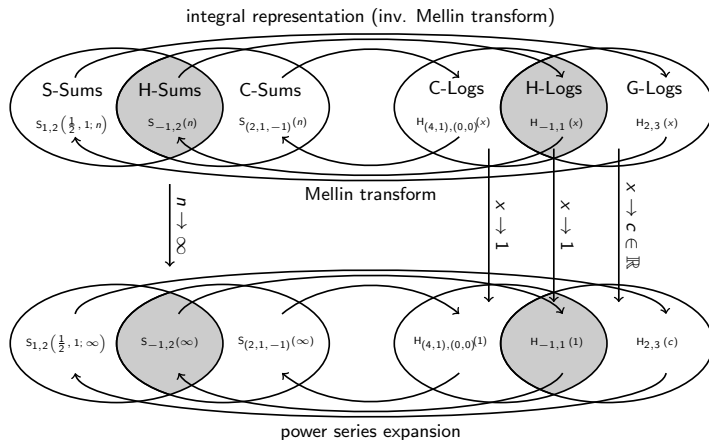 integral representation (inv. Mellin transform)
S-Sums H-Sums C-Sums C-Logs H-Logs G-Logs
S₁,₂(½, 1; n) S₋₁,₂(n) S₍₂,₁,₋₁₎(n) H₍₄,₁₎,₍₀,₀₎(x) H₋₁,₁(x) H₂,₃(x)
Mellin transform
n → ∞ x → 1 x → 1 x → c ∈ ℝ
S₁,₂(½, 1; ∞) S₋₁,₂(∞) S₍₂,₁,₋₁₎(∞) H₍₄,₁₎,₍₀,₀₎(1) H₋₁,₁(1) H₂,₃(c)
power series expansion